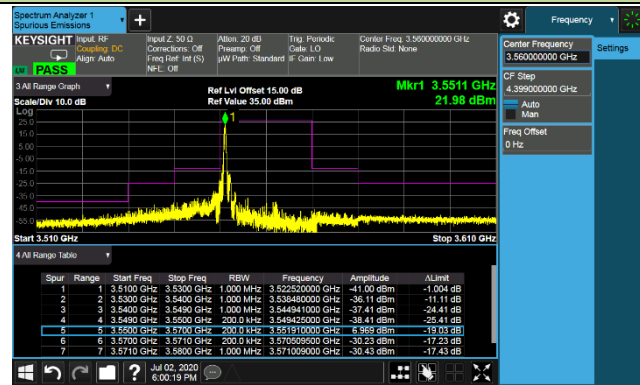 Spectrum Analyzer 1
Spurious Emissions
Frequency
KEYSIGHT
Input: RF
Coupling: DC
Align: Auto
Input Z: 50 Ω
Corrections: Off
Freq Ref: Int (S)
NFE: Off
Atten: 20 dB
Preamp: Off
µW Path: Standard
Trig: Periodic
Gate: LO
IF Gain: Low
Center Freq: 3.560000000 GHz
Radio Std: None
PASS
Center Frequency
3.560000000 GHz
Settings
CF Step
4.399000000 GHz
Auto
Man
Freq Offset
0 Hz
3 All Range Graph
Scale/Div 10.0 dB
Ref Lvl Offset 15.00 dB
Ref Value 35.00 dBm
Mkr1 3.5511 GHz
21.98 dBm
Log
25.0
15.0
5.00
-5.00
-15.0
-25.0
-35.0
-45.0
-55.0
1
Start 3.510 GHz
Stop 3.610 GHz
4 All Range Table
Spur Range Start Freq Stop Freq RBW Frequency Amplitude ΔLimit
1 1 3.5100 GHz 3.5300 GHz 1.000 MHz 3.522520000 GHz -41.00 dBm -1.004 dB
2 2 3.5300 GHz 3.5400 GHz 1.000 MHz 3.538480000 GHz -36.11 dBm -11.11 dB
3 3 3.5400 GHz 3.5490 GHz 1.000 MHz 3.544941000 GHz -37.41 dBm -24.41 dB
4 4 3.5490 GHz 3.5500 GHz 200.0 kHz 3.549425000 GHz -38.41 dBm -25.41 dB
5 5 3.5500 GHz 3.5700 GHz 200.0 kHz 3.551910000 GHz 6.969 dBm -19.03 dB
6 6 3.5700 GHz 3.5710 GHz 200.0 kHz 3.570509500 GHz -30.23 dBm -17.23 dB
7 7 3.5710 GHz 3.5800 GHz 1.000 MHz 3.571009000 GHz -30.43 dBm -17.43 dB
Jul 02, 2020
6:00:19 PM